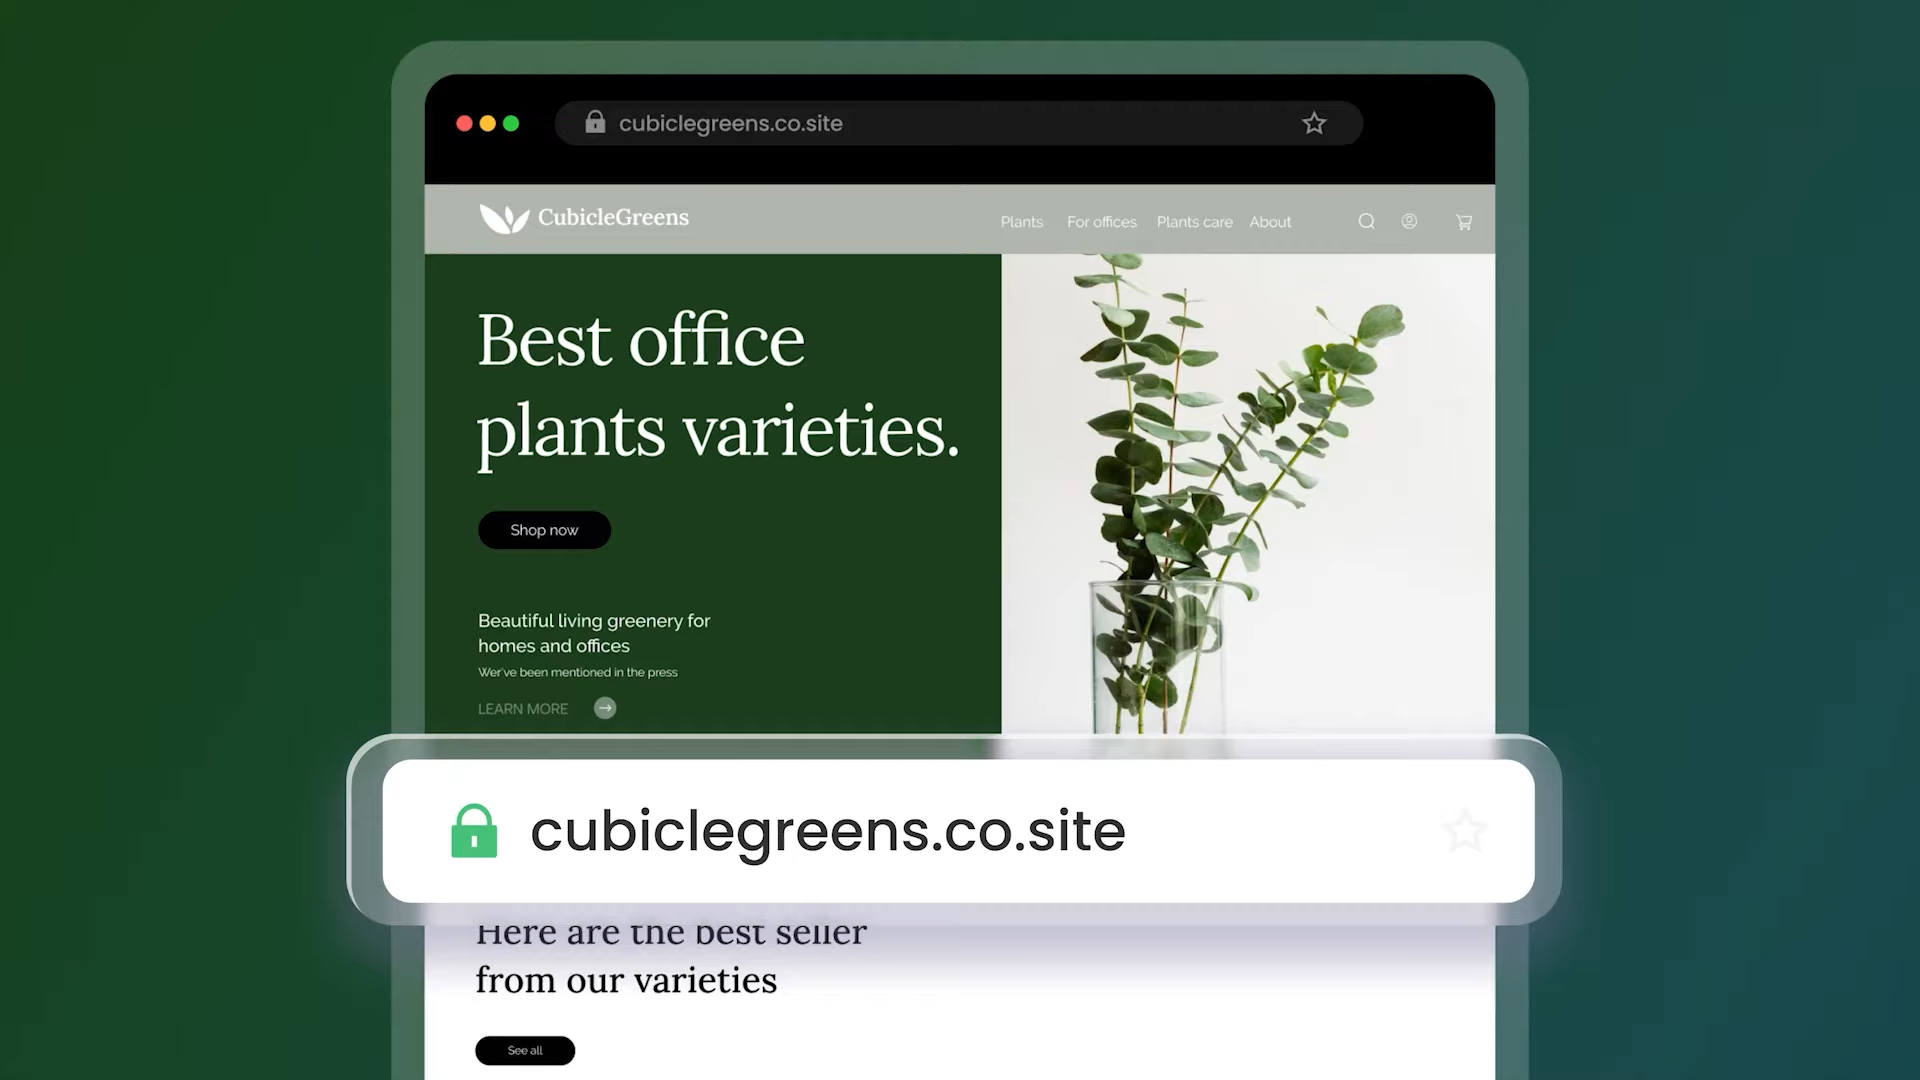 cubiclegreens.co.site
CubicleGreens
Plants For offices Plants care About
Best office
plants varieties.
Shop now
Beautiful living greenery for
homes and offices
Wer've been mentioned in the press
LEARN MORE
cubiclegreens.co.site
Here are the best seller
from our varieties
See all